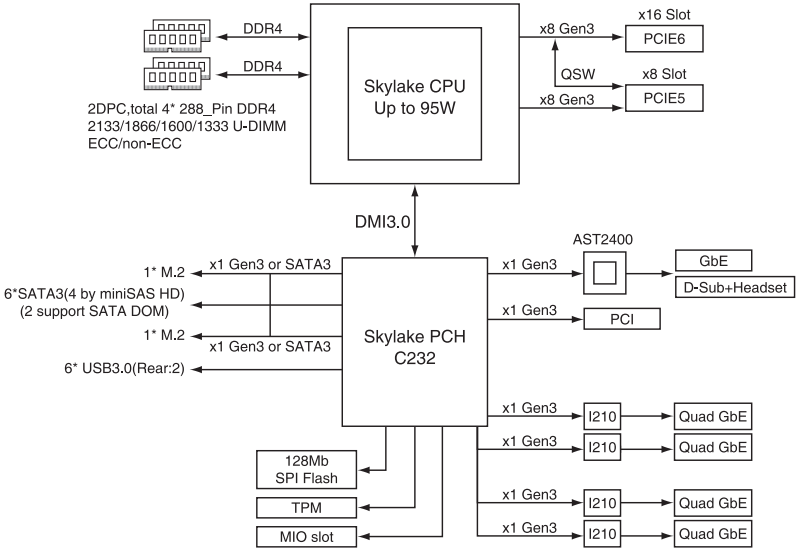 DDR4
DDR4
2DPC,total 4* 288_Pin DDR4
2133/1866/1600/1333 U-DIMM
ECC/non-ECC
Skylake CPU
Up to 95W
x8 Gen3
QSW
x8 Gen3
x16 Slot
PCIE6
x8 Slot
PCIE5
DMI3.0
x1 Gen3 or SATA3
1* M.2
6*SATA3(4 by miniSAS HD)
(2 support SATA DOM)
1* M.2
x1 Gen3 or SATA3
6* USB3.0(Rear:2)
Skylake PCH
C232
x1 Gen3
AST2400
GbE
D-Sub+Headset
x1 Gen3
PCI
x1 Gen3
I210
Quad GbE
x1 Gen3
I210
Quad GbE
x1 Gen3
I210
Quad GbE
x1 Gen3
I210
Quad GbE
128Mb
SPI Flash
TPM
MIO slot